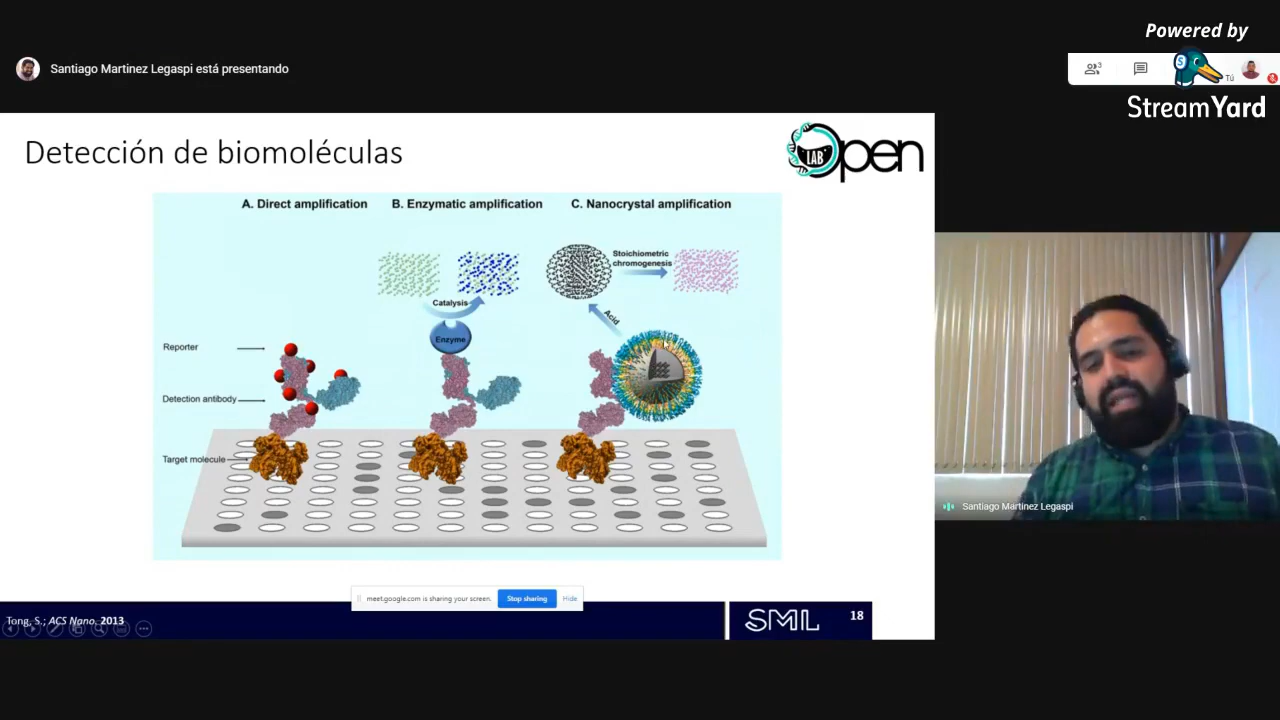 Powered by
Santiago Martinez Legaspi está presentando
3
Tú
StreamYard
Detección de biomoléculas
LAB
Open
A. Direct amplification
B. Enzymatic amplification
C. Nanocrystal amplification
Stoichiometric
chromogenesis
Catalysis
Acid
Enzyme
Reporter
Detection antibody
Target molecule
Santiago Martinez Legaspi
meet.google.com is sharing your screen.
Stop sharing
Hide
Tong, S.; ACS Nano, 2013
SML
18